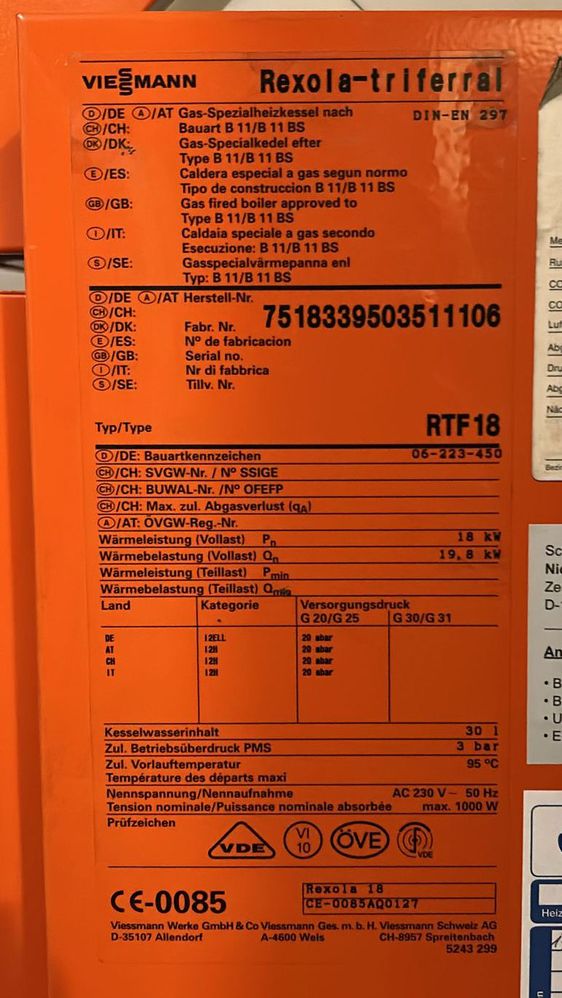 VIESSMANN Rexola-triferral
DIN-EN 297
D/DE A/AT Gas-Spezialheizkessel nach
CH/CH: Bauart B 11/B 11 BS
DK/DK: Gas-Specialkedel efter
Type B 11/B 11 BS
E/ES: Caldera especial a gas segun normo
Tipo de construccion B 11/B 11 BS
GB/GB: Gas fired boiler approved to
Type B 11/B 11 BS
I/IT: Caldaia speciale a gas secondo
Esecuzione: B 11/B 11 BS
S/SE: Gasspecialvärmepanna enl
Typ: B 11/B 11 BS
D/DE A/AT Herstell-Nr.
CH/CH:
7518339503511106
DK/DK: Fabr. Nr.
E/ES: Nº de fabricacion
GB/GB: Serial no.
I/IT: Nr di fabbrica
S/SE: Tillv. Nr.
Typ/Type RTF18
D/DE: Bauartkennzeichen 06-223-450
CH/CH: SVGW-Nr. / Nº SSIGE
CH/CH: BUWAL-Nr. /Nº OFEFP
CH/CH: Max. zul. Abgasverlust (qA)
A/AT: ÖVGW-Reg.-Nr.
Wärmeleistung (Vollast) Pn 18 kW
Wärmebelastung (Vollast) Qn 19,8 kW
Wärmeleistung (Teillast) Pmin
Wärmebelastung (Teillast) Qmin
Land Kategorie Versorgungsdruck
G 20/G 25 G 30/G 31
DE I2ELL 20 mbar
AT I2H 20 mbar
CH I2H 20 mbar
IT I2H 20 mbar
Kesselwasserinhalt 30 l
Zul. Betriebsüberdruck PMS 3 bar
Zul. Vorlauftemperatur 95 ºC
Température des départs maxi
Nennspannung/Nennaufnahme AC 230 V ~ 50 Hz
Tension nominale/Puissance nominale absorbée max. 1000 W
Prüfzeichen
VDE VI 10 ÖVE VDE
CE-0085
Rexola 18
CE-0085AQ0127
Viessmann Werke GmbH & Co Viessmann Ges. m. b. H. Viessmann Schweiz AG
D-35107 Allendorf A-4600 Wels CH-8957 Spreitenbach
5243 299